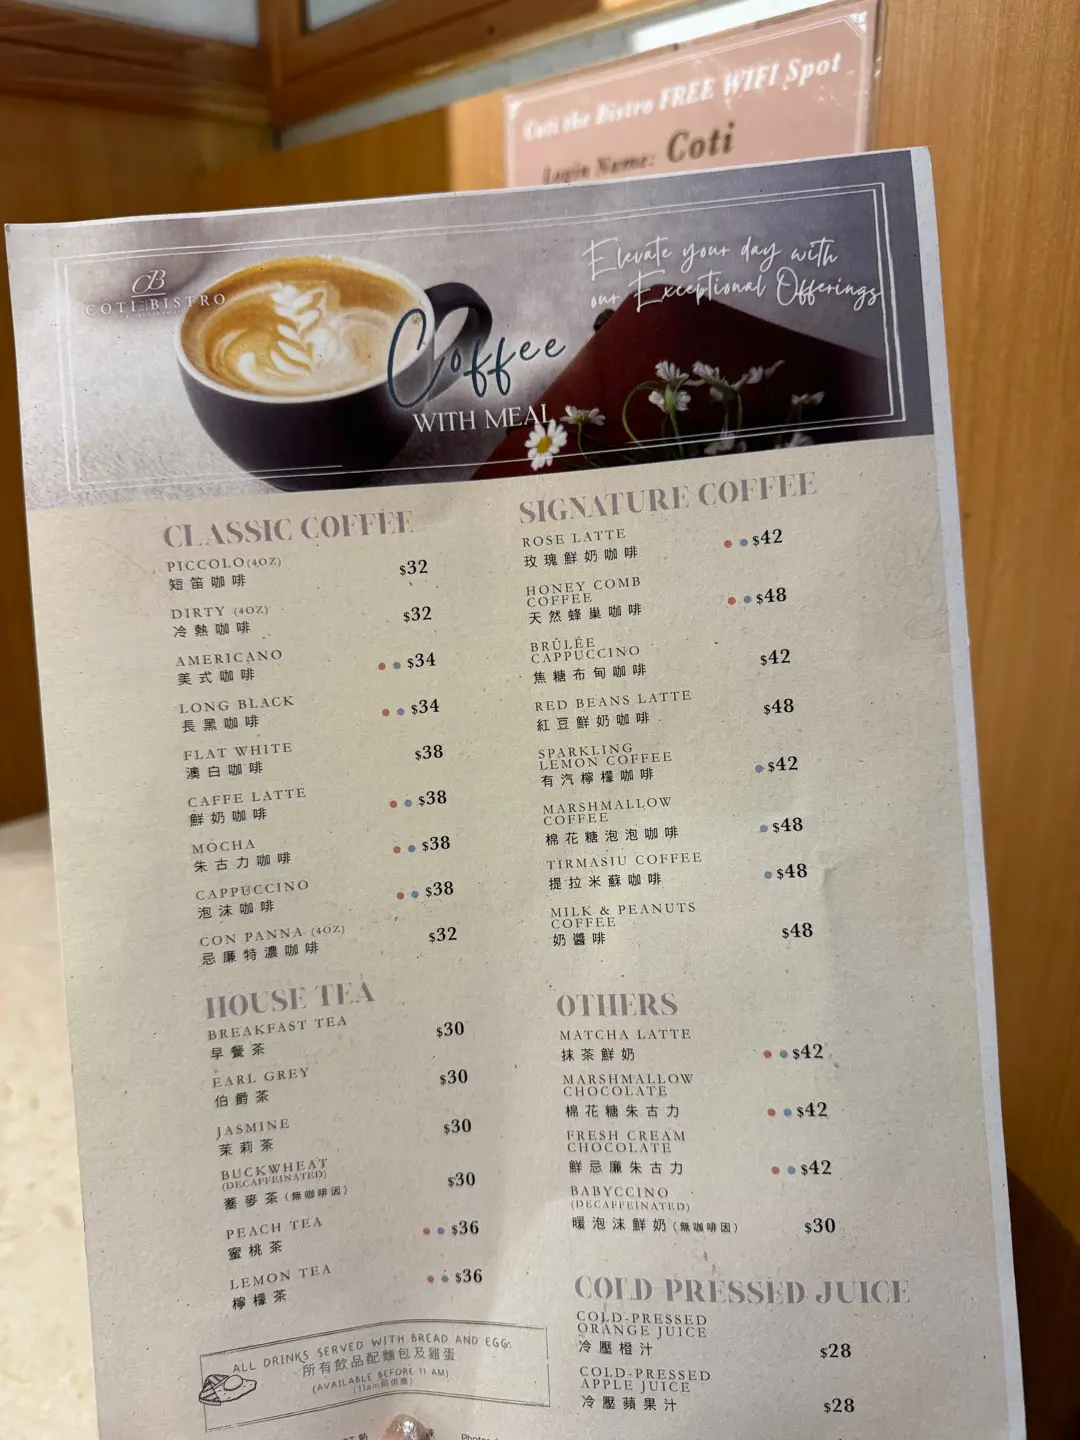 Coti the Bistro FREE WIFI Spot
Login Name: Coti
CB
COTI THE BISTRO
Elevate your day with
our Exceptional Offerings
Coffee
WITH MEAL
CLASSIC COFFEE
PICCOLO (4OZ) $32
短笛咖啡
DIRTY (4OZ) $32
冷熱咖啡
AMERICANO $34
美式咖啡
LONG BLACK $34
長黑咖啡
FLAT WHITE $38
澳白咖啡
CAFFE LATTE $38
鮮奶咖啡
MOCHA $38
朱古力咖啡
CAPPUCCINO $38
泡沫咖啡
CON PANNA (4OZ) $32
忌廉特濃咖啡
HOUSE TEA
BREAKFAST TEA $30
早餐茶
EARL GREY $30
伯爵茶
JASMINE $30
茉莉茶
BUCKWHEAT
(DECAFFEINATED) $30
蕎麥茶(無咖啡因)
PEACH TEA $36
蜜桃茶
LEMON TEA $36
檸檬茶
ALL DRINKS SERVED WITH BREAD AND EGG.
所有飲品配麵包及雞蛋
(AVAILABLE BEFORE 11 AM)
(11am前供應)
SIGNATURE COFFEE
ROSE LATTE $42
玫瑰鮮奶咖啡
HONEY COMB
COFFEE $48
天然蜂巢咖啡
BRÛLÉE
CAPPUCCINO $42
焦糖布甸咖啡
RED BEANS LATTE $48
紅豆鮮奶咖啡
SPARKLING
LEMON COFFEE $42
有汽檸檬咖啡
MARSHMALLOW
COFFEE $48
棉花糖泡泡咖啡
TIRMASIU COFFEE $48
提拉米蘇咖啡
MILK & PEANUTS
COFFEE $48
奶醬啡
OTHERS
MATCHA LATTE $42
抹茶鮮奶
MARSHMALLOW
CHOCOLATE $42
棉花糖朱古力
FRESH CREAM
CHOCOLATE $42
鮮忌廉朱古力
BABYCCINO
(DECAFFEINATED) $30
暖泡沫鮮奶(無咖啡因)
COLD PRESSED JUICE
COLD-PRESSED
ORANGE JUICE $28
冷壓橙汁
COLD-PRESSED
APPLE JUICE $28
冷壓蘋果汁